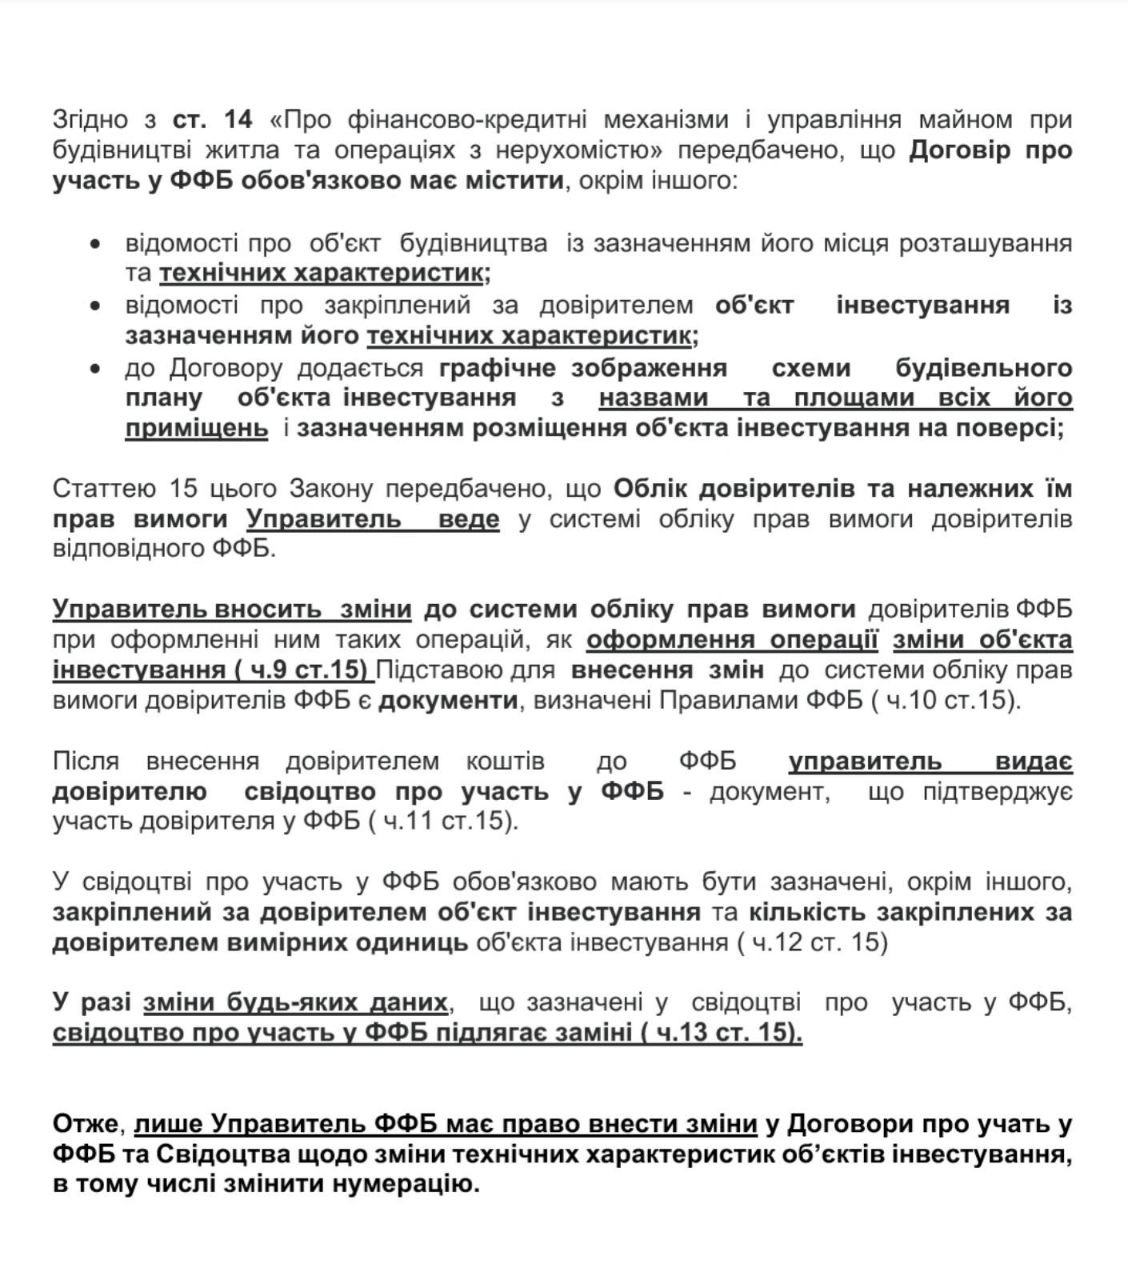 Згідно з ст. 14 «Про фінансово-кредитні механізми і управління майном при
будівництві житла та операціях з нерухомістю» передбачено, що Договір про
участь у ФФБ обов'язково має містити, окрім іншого:
• відомості про об'єкт будівництва із зазначенням його місця розташування
та технічних характеристик;
• відомості про закріплений за довірителем об'єкт інвестування із
зазначенням його технічних характеристик;
• до Договору додається графічне зображення схеми будівельного
плану об'єкта інвестування з назвами та площами всіх його
приміщень і зазначенням розміщення об'єкта інвестування на поверсі;
Статтею 15 цього Закону передбачено, що Облік довірителів та належних їм
прав вимоги Управитель веде у системі обліку прав вимоги довірителів
відповідного ФФБ.
Управитель вносить зміни до системи обліку прав вимоги довірителів ФФБ
при оформленні ним таких операцій, як оформлення операції зміни об'єкта
інвестування ( ч.9 ст.15) Підставою для внесення змін до системи обліку прав
вимоги довірителів ФФБ є документи, визначені Правилами ФФБ ( ч.10 ст.15).
Після внесення довірителем коштів до ФФБ управитель видає
довірителю свідоцтво про участь у ФФБ - документ, що підтверджує
участь довірителя у ФФБ ( ч.11 ст.15).
У свідоцтві про участь у ФФБ обов'язково мають бути зазначені, окрім іншого,
закріплений за довірителем об'єкт інвестування та кількість закріплених за
довірителем вимірних одиниць об'єкта інвестування ( ч.12 ст. 15)
У разі зміни будь-яких даних, що зазначені у свідоцтві про участь у ФФБ,
свідоцтво про участь у ФФБ підлягає заміні ( ч.13 ст. 15).
Отже, лише Управитель ФФБ має право внести зміни у Договори про учать у
ФФБ та Свідоцтва щодо зміни технічних характеристик об’єктів інвестування,
в тому числі змінити нумерацію.